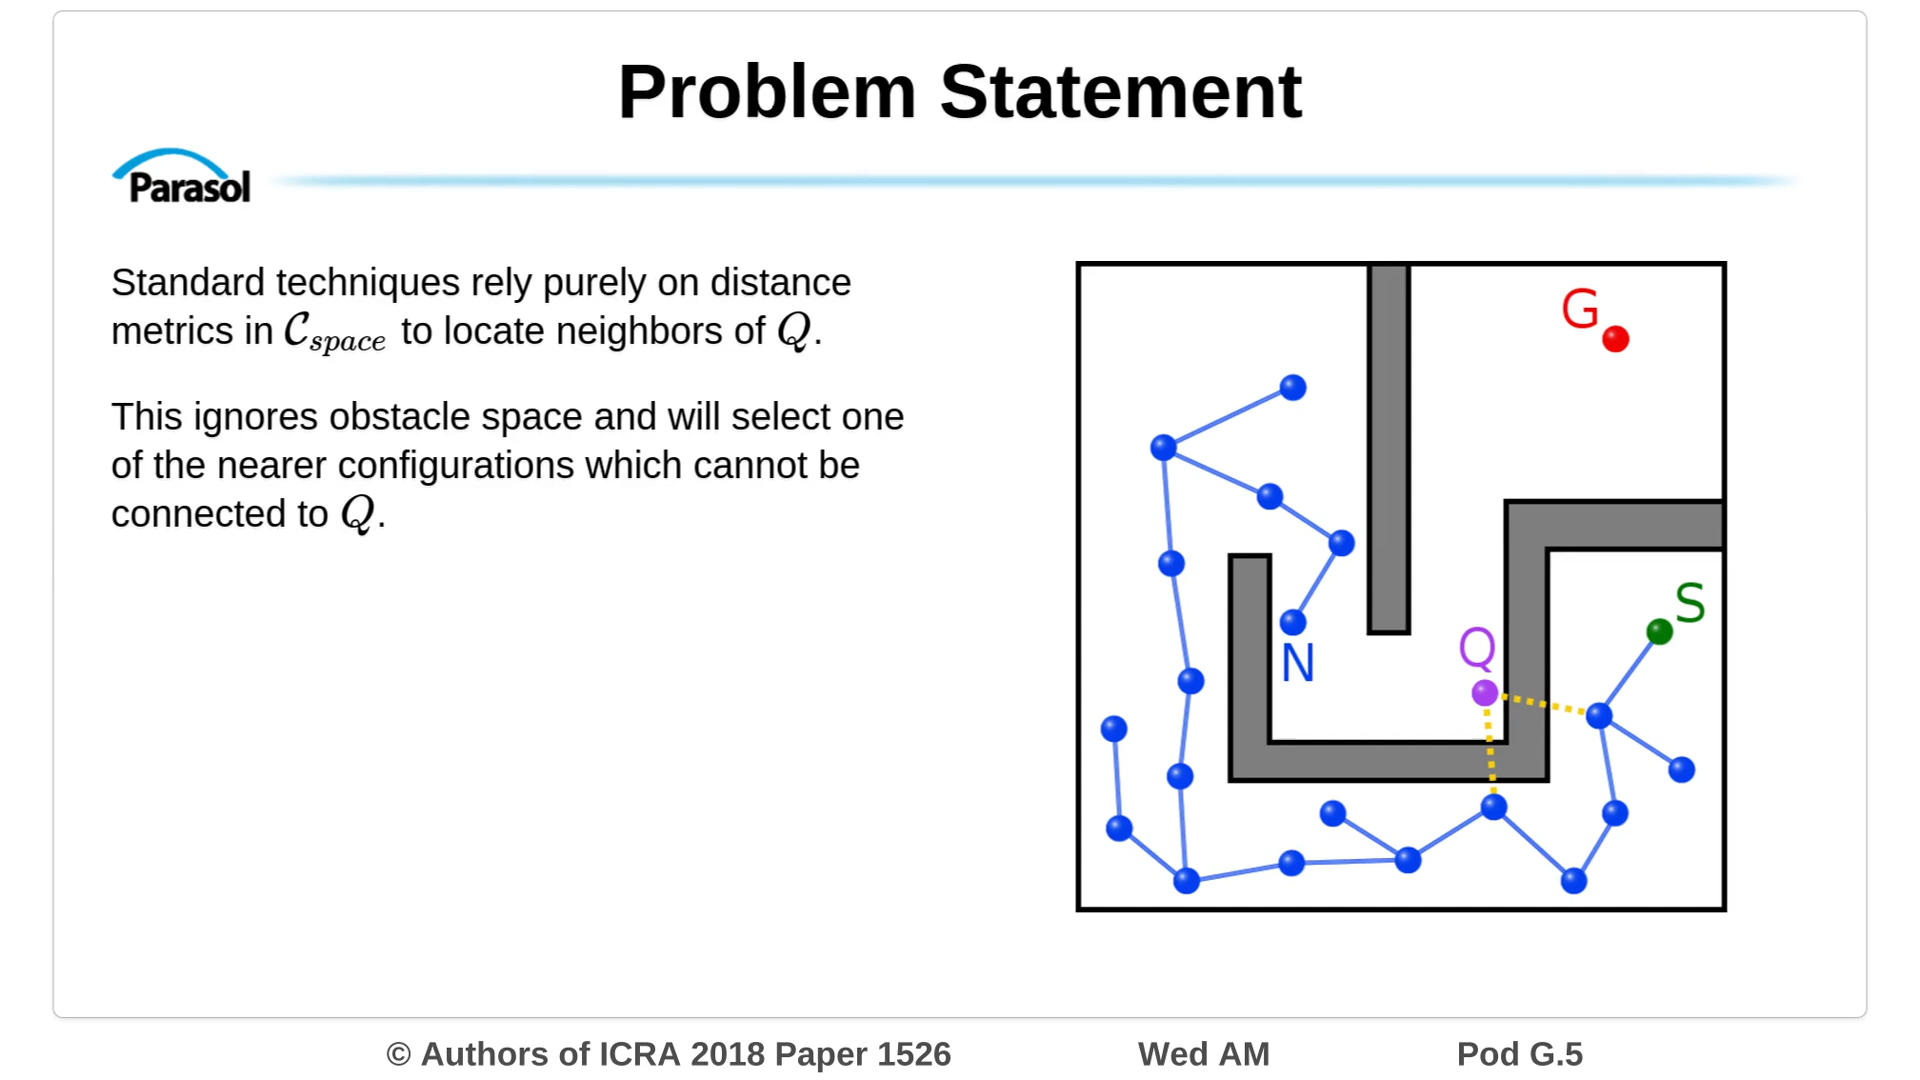 Problem Statement
Parasol
Standard techniques rely purely on distance
metrics in 𝒞space to locate neighbors of Q.
This ignores obstacle space and will select one
of the nearer configurations which cannot be
connected to Q.
G
S
Q
N
© Authors of ICRA 2018 Paper 1526 Wed AM Pod G.5